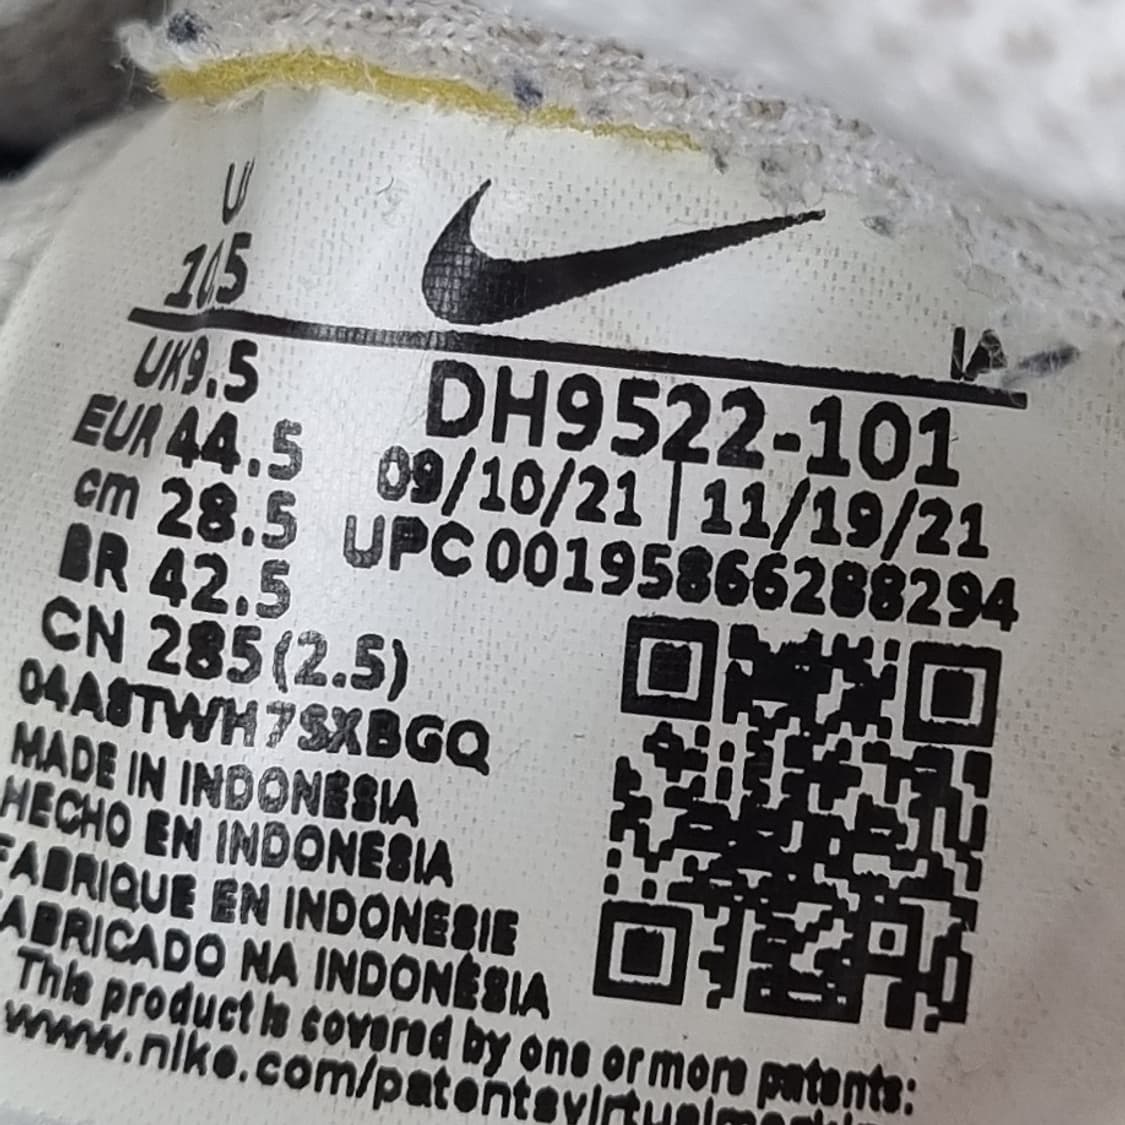 U
10.5
IA
UK9.5
DH9522-101
EUR 44.5
09/10/21 | 11/19/21
cm 28.5
UPC 00195866288294
BR 42.5
CN 285(2.5)
04A8TWH7SXBGQ
MADE IN INDONESIA
HECHO EN INDONESIA
FABRIQUE EN INDONESIE
FABRICADO NA INDONÉSIA
This product is covered by one or more patents:
www.nike.com/patentsvirtualmarking